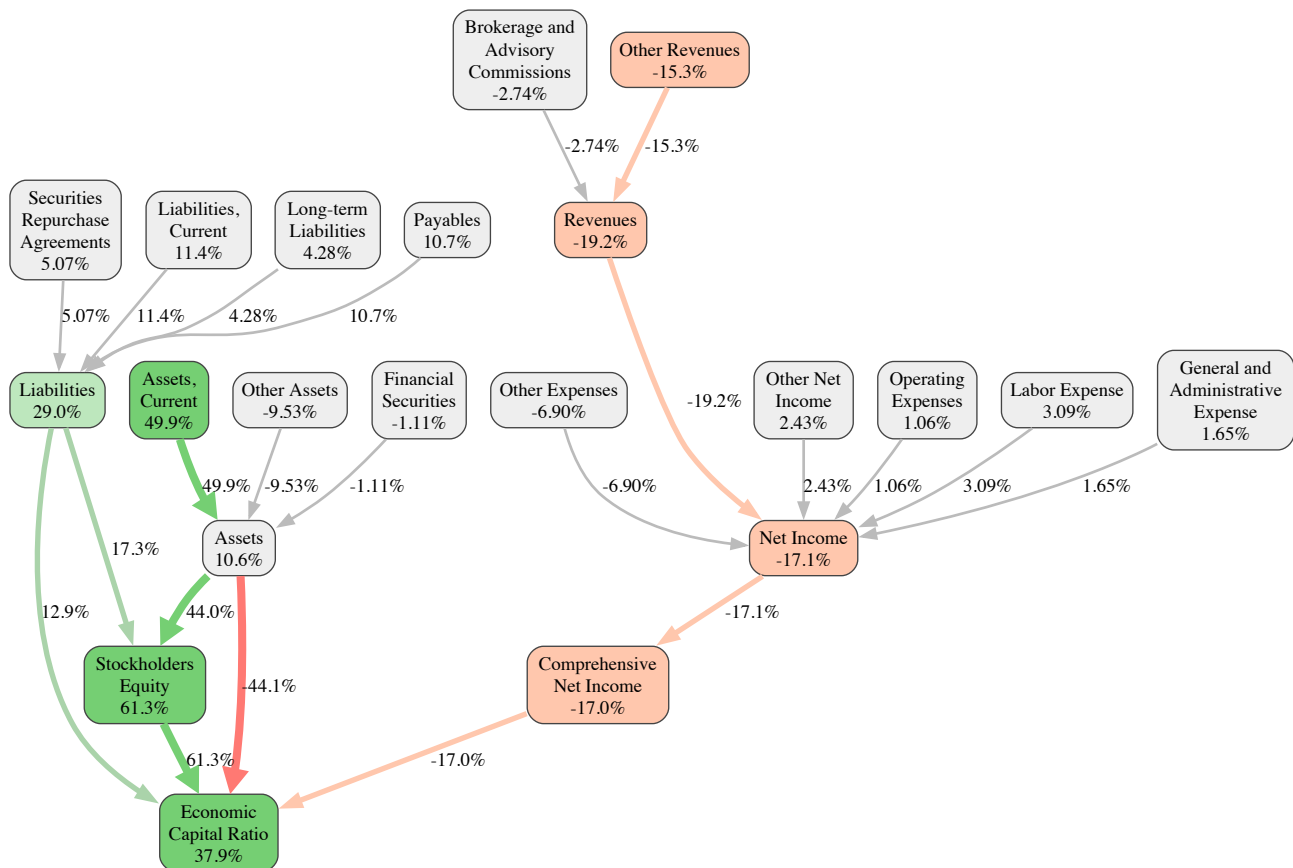 Brokerage and
Advisory
Commissions
-2.74%
Other Revenues
-15.3%
-2.74%
-15.3%
Securities
Repurchase
Agreements
5.07%
Liabilities,
Current
11.4%
Long-term
Liabilities
4.28%
Payables
10.7%
Revenues
-19.2%
5.07%
11.4%
4.28%
10.7%
Liabilities
29.0%
Assets,
Current
49.9%
Other Assets
-9.53%
Financial
Securities
-1.11%
Other Expenses
-6.90%
-19.2%
Other Net
Income
2.43%
Operating
Expenses
1.06%
Labor Expense
3.09%
General and
Administrative
Expense
1.65%
49.9%
-9.53%
-1.11%
-6.90%
2.43%
1.06%
3.09%
1.65%
Assets
10.6%
Net Income
-17.1%
17.3%
12.9%
44.0%
-17.1%
Stockholders
Equity
61.3%
-44.1%
Comprehensive
Net Income
-17.0%
61.3%
-17.0%
Economic
Capital Ratio
37.9%